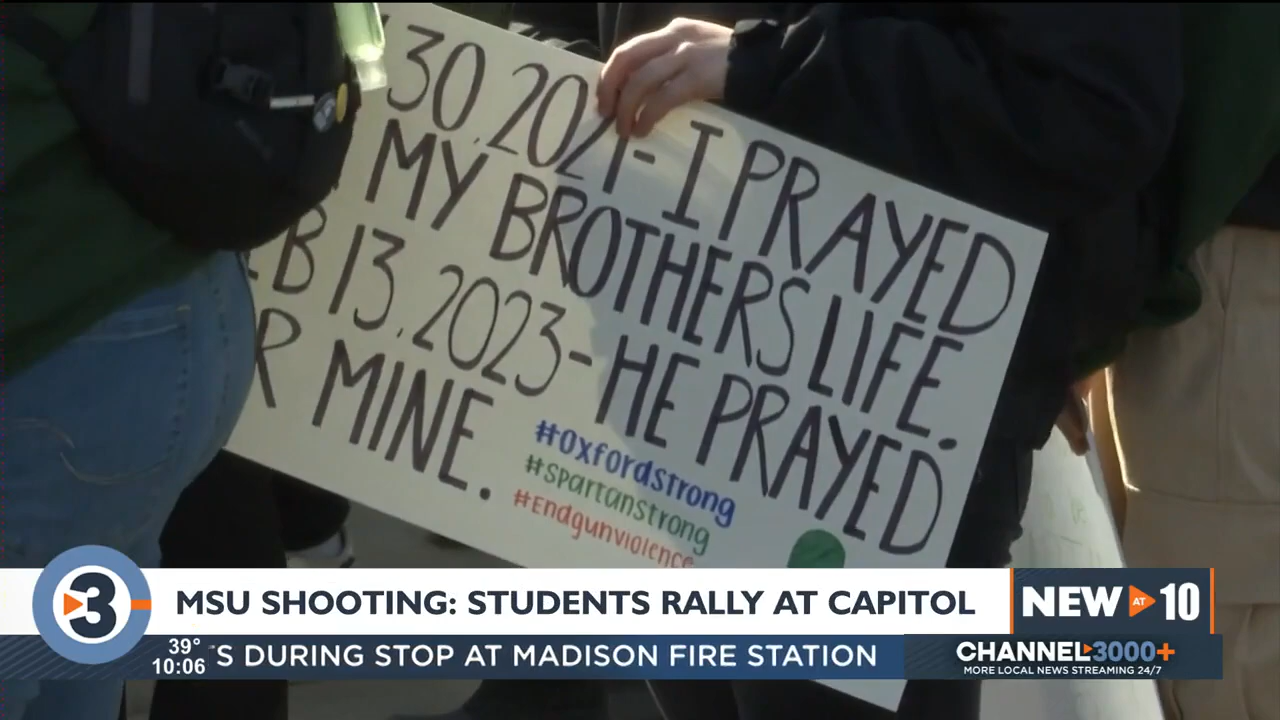 30.2021- I PRAYED
MY BROTHERS LIFE.
B 13.2023- HE PRAYED
R MINE.
#OXfordstrong
#Spartanstrong
#Endgunviolence
3
MSU SHOOTING: STUDENTS RALLY AT CAPITOL
NEW AT 10
39°
10:06
'S DURING STOP AT MADISON FIRE STATION
CHANNEL3000+
MORE LOCAL NEWS STREAMING 24/7